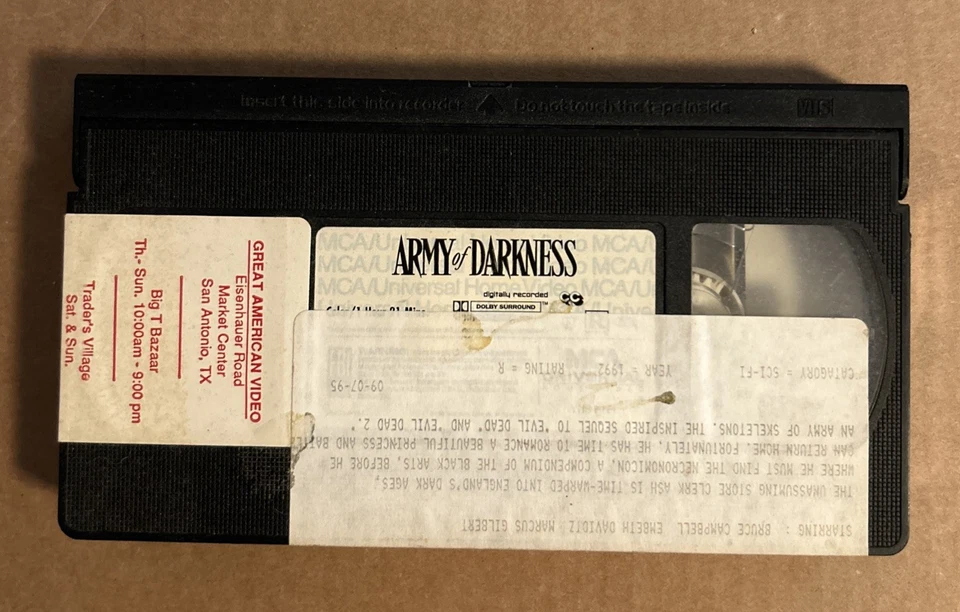 Insert this side into recorder
Do not touch the tape inside
VHS
GREAT AMERICAN VIDEO
Eisenhauer Road
Market Center
San Antonio, TX
Big T Bazaar
Th.- Sun. 10:00am - 9:00 pm
Trader's Village
Sat. & Sun.
ARMY of DARKNESS
MCA/Universal Home Video
digitally recorded
DOLBY SURROUND
STARRING : BRUCE CAMPBELL EMBETH DAVIDTZ MARCUS GILBERT
THE UNASSUMING STORE CLERK ASH IS TIME-WARPED INTO ENGLAND'S DARK AGES,
WHERE HE MUST FIND THE NECRONOMICON, A COMPENDIUM OF THE BLACK ARTS, BEFORE HE
CAN RETURN HOME. FORTUNATELY, HE HAS TIME TO ROMANCE A BEAUTIFUL PRINCESS AND BATTLE
AN ARMY OF SKELETONS. THE INSPIRED SEQUEL TO "EVIL DEAD" AND "EVIL DEAD 2".
09-07-95
CATAGORY = SCI-FI YEAR = 1992 RATING = R